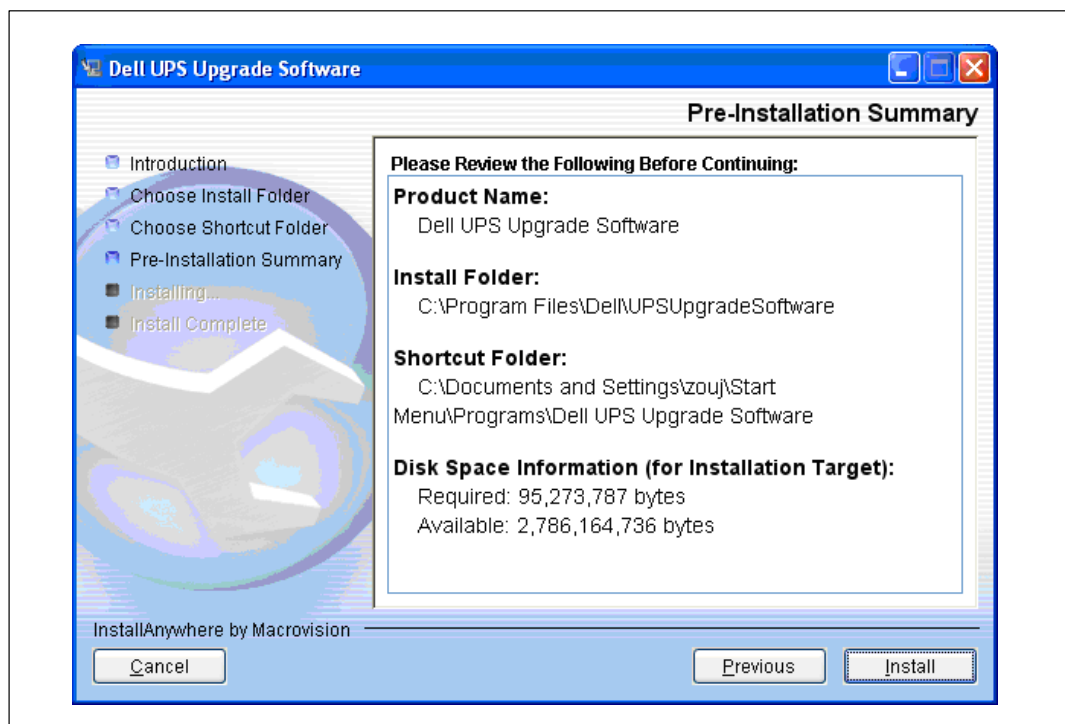 Dell UPS Upgrade Software
Pre-Installation Summary
Introduction
Choose Install Folder
Choose Shortcut Folder
Pre-Installation Summary
Installing...
Install Complete
Please Review the Following Before Continuing:
Product Name:
Dell UPS Upgrade Software
Install Folder:
C:\Program Files\Dell\UPSUpgradeSoftware
Shortcut Folder:
C:\Documents and Settings\zouj\Start
Menu\Programs\Dell UPS Upgrade Software
Disk Space Information (for Installation Target):
Required: 95,273,787 bytes
Available: 2,786,164,736 bytes
InstallAnywhere by Macrovision
Cancel
Previous
Install